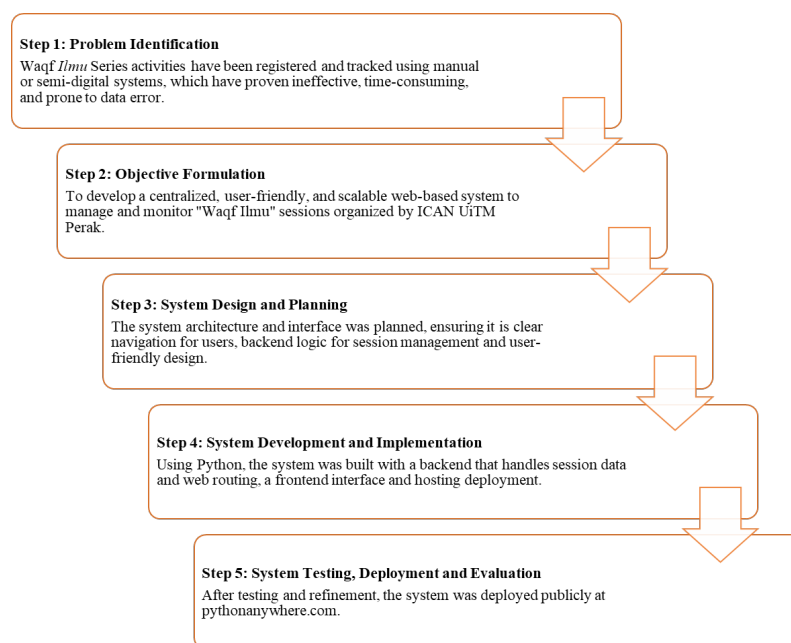 Step 1: Problem Identification
Waqf Ilmu Series activities have been registered and tracked using manual
or semi-digital systems, which have proven ineffective, time-consuming,
and prone to data error.
Step 2: Objective Formulation
To develop a centralized, user-friendly, and scalable web-based system to
manage and monitor "Waqf Ilmu" sessions organized by ICAN UiTM
Perak.
Step 3: System Design and Planning
The system architecture and interface was planned, ensuring it is clear
navigation for users, backend logic for session management and user-
friendly design.
Step 4: System Development and Implementation
Using Python, the system was built with a backend that handles session data
and web routing, a frontend interface and hosting deployment.
Step 5: System Testing, Deployment and Evaluation
After testing and refinement, the system was deployed publicly at
pythonanywhere.com.